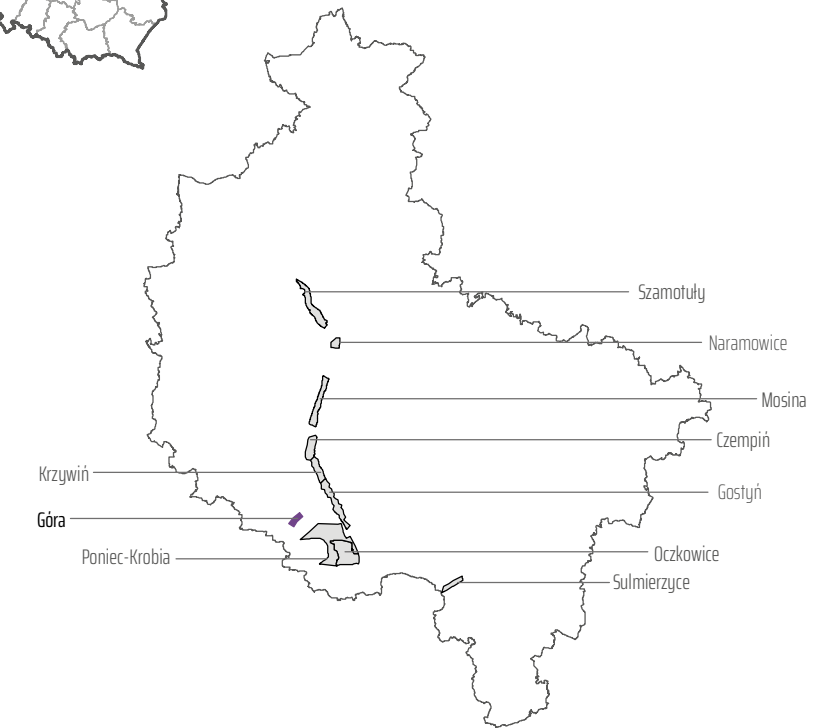 Szamotuły
Naramowice
Mosina
Czempiń
Krzywiń
Gostyń
Góra
Poniec-Krobia
Oczkowice
Sulmierzyce